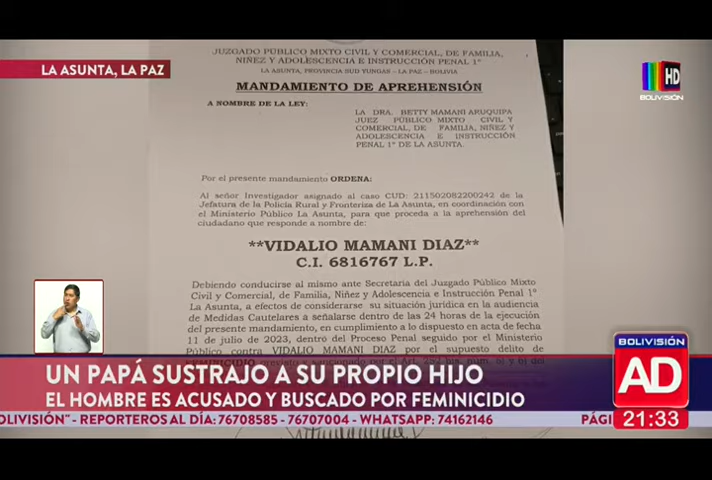 JUZGADO PÚBLICO MIXTO CIVIL Y COMERCIAL, DE FAMILIA,
NIÑEZ Y ADOLESCENCIA E INSTRUCCIÓN PENAL 1°
LA ASUNTA, PROVINCIA SUD YUNGAS - LA PAZ - BOLIVIA
MANDAMIENTO DE APREHENSIÓN
A NOMBRE DE LA LEY:
LA DRA. BETTY MAMANI ARUQUIPA
JUEZ PÚBLICO MIXTO CIVIL Y
COMERCIAL, DE FAMILIA, NIÑEZ Y
ADOLESCENCIA E INSTRUCCIÓN
PENAL 1° DE LA ASUNTA.
Por el presente mandamiento ORDENA:
Al señor Investigador asignado al caso CUD: 211502082200242 de la
Jefatura de la Policía Rural y Fronteriza de La Asunta, en coordinación con
el Ministerio Público La Asunta, para que proceda a la aprehensión del
ciudadano que responde a nombre de:
**VIDALIO MAMANI DIAZ**
C.I. 6816767 L.P.
Debiendo conducirse al mismo ante Secretaria del Juzgado Público Mixto
Civil y Comercial, de Familia, Niñez y Adolescencia e Instrucción Penal 1°
La Asunta, a efectos de considerarse su situación jurídica en la audiencia
de Medidas Cautelares a señalarse dentro de las 24 horas de la ejecución
del presente mandamiento, en cumplimiento a lo dispuesto en acta de fecha
11 de julio de 2023, dentro del Proceso Penal seguido por el Ministerio
Público contra VIDALIO MAMANI DIAZ por el supuesto delito de
LA ASUNTA, LA PAZ
HD
BOLIVISIÓN
UN PAPÁ SUSTRAJO A SU PROPIO HIJO
EL HOMBRE ES ACUSADO Y BUSCADO POR FEMINICIDIO
BOLIVISIÓN
AD
OLIVISIÓN" - REPORTEROS AL DÍA: 76708585 - 76707004 - WHATSAPP: 74162146 PÁGI
21:33